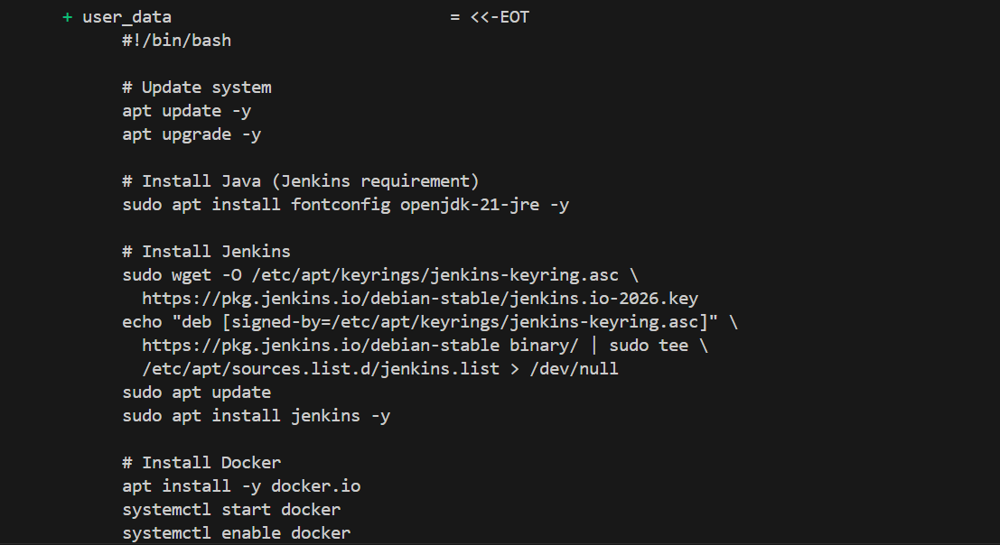 + user_data = <<-EOT
#!/bin/bash
# Update system
apt update -y
apt upgrade -y
# Install Java (Jenkins requirement)
sudo apt install fontconfig openjdk-21-jre -y
# Install Jenkins
sudo wget -O /etc/apt/keyrings/jenkins-keyring.asc \
https://pkg.jenkins.io/debian-stable/jenkins.io-2026.key
echo "deb [signed-by=/etc/apt/keyrings/jenkins-keyring.asc]" \
https://pkg.jenkins.io/debian-stable binary/ | sudo tee \
/etc/apt/sources.list.d/jenkins.list > /dev/null
sudo apt update
sudo apt install jenkins -y
# Install Docker
apt install -y docker.io
systemctl start docker
systemctl enable docker